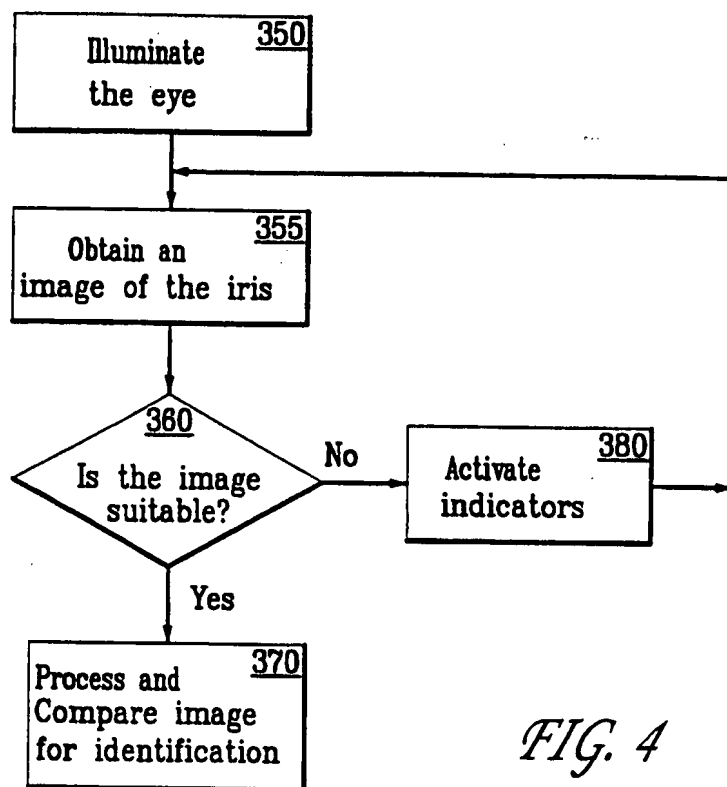 350
Illuminate
the eye
355
Obtain an
image of the iris
360
Is the image
suitable?
No
380
Activate
indicators
Yes
370
Process and
Compare image
for identification
FIG. 4